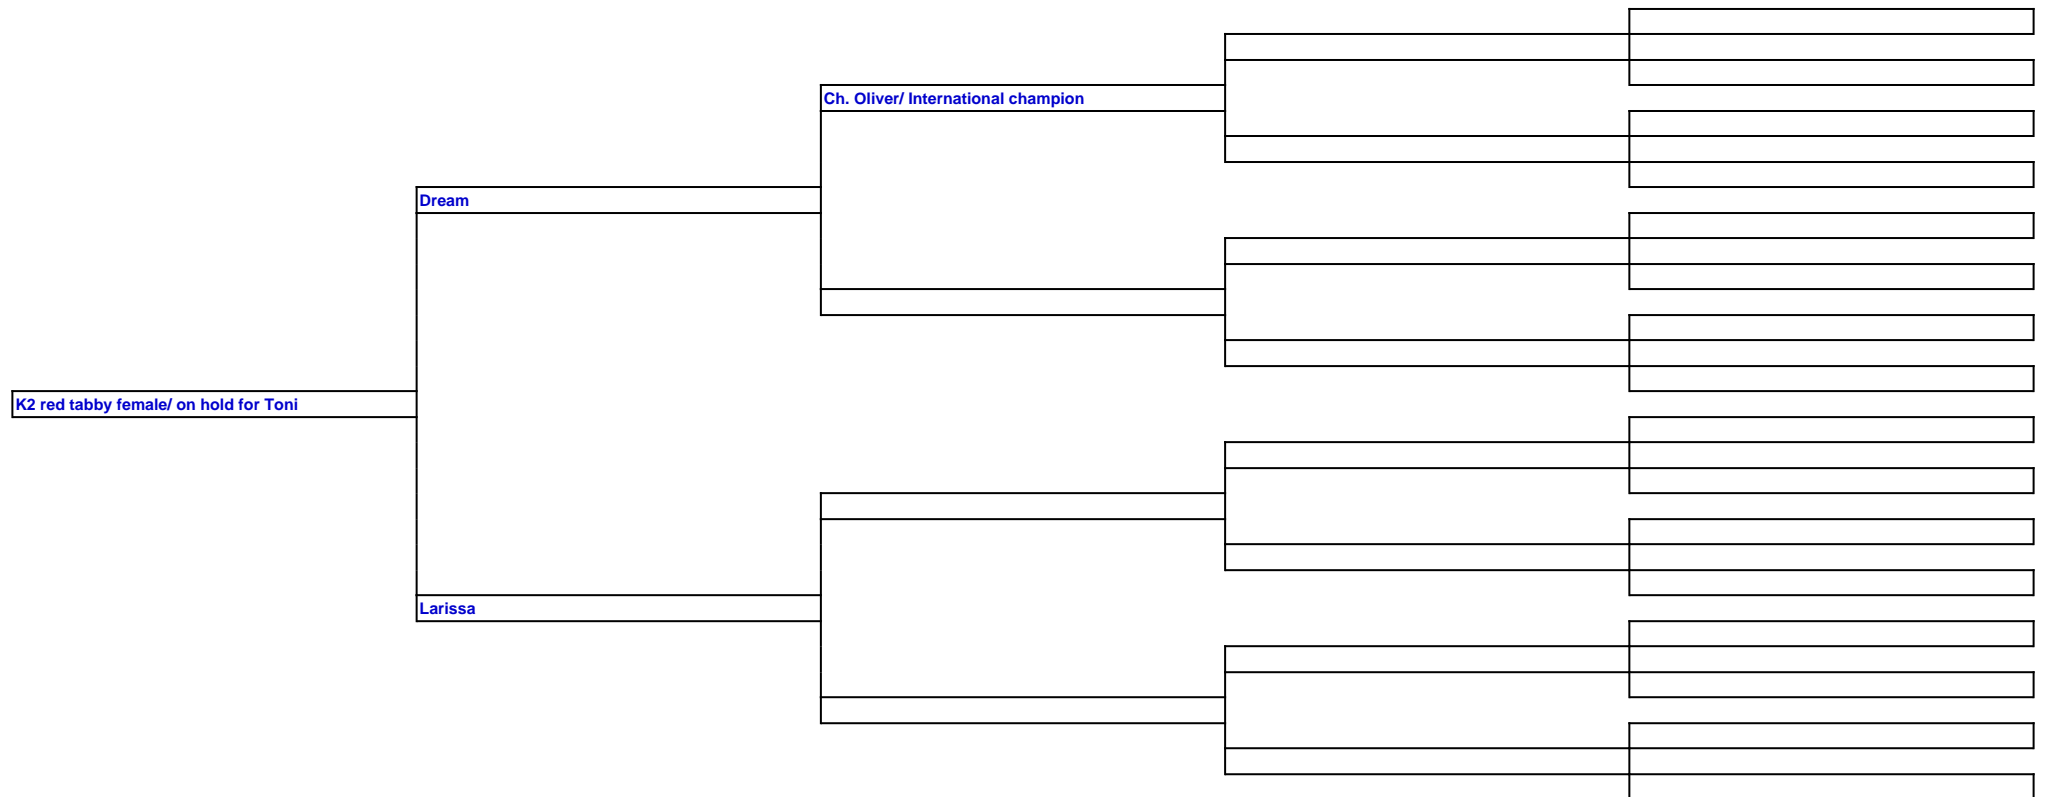 Ch. Oliver/ International champion
Dream
K2 red tabby female/ on hold for Toni
Larissa